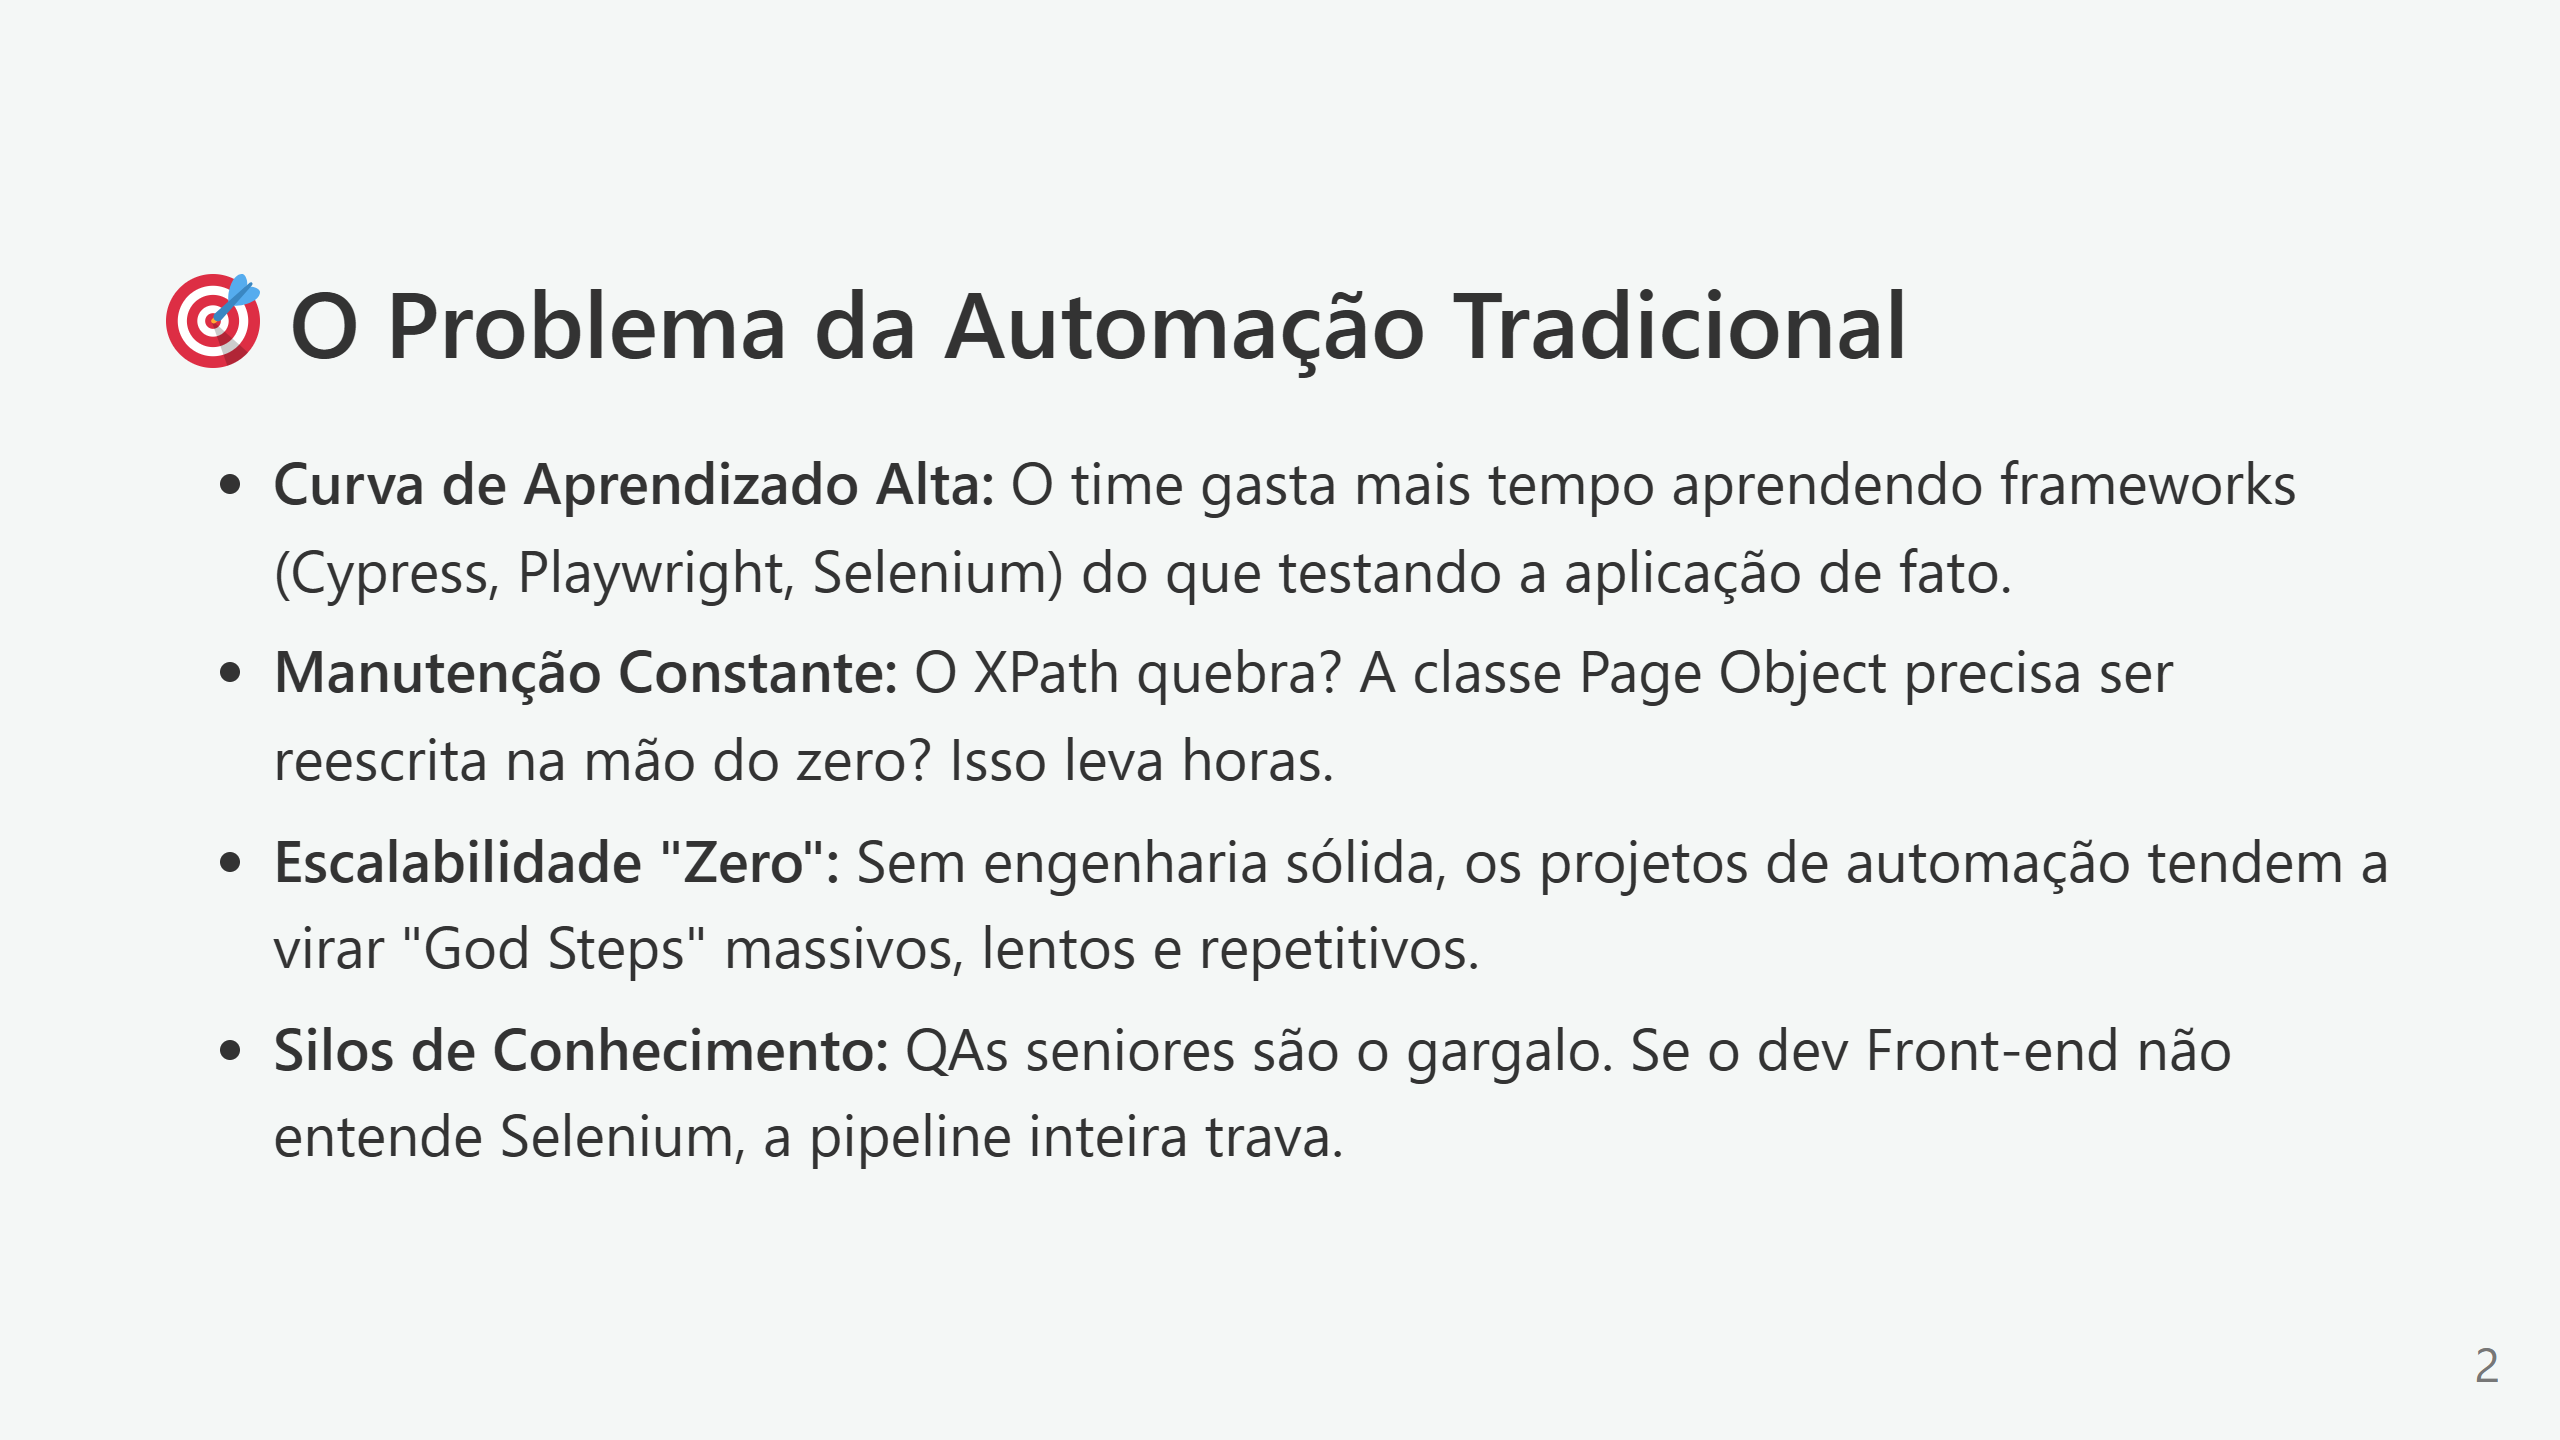 O Problema da Automação Tradicional
• Curva de Aprendizado Alta: O time gasta mais tempo aprendendo frameworks
(Cypress, Playwright, Selenium) do que testando a aplicação de fato.
• Manutenção Constante: O XPath quebra? A classe Page Object precisa ser
reescrita na mão do zero? Isso leva horas.
• Escalabilidade "Zero": Sem engenharia sólida, os projetos de automação tendem a
virar "God Steps" massivos, lentos e repetitivos.
• Silos de Conhecimento: QAs seniores são o gargalo. Se o dev Front-end não
entende Selenium, a pipeline inteira trava.
2